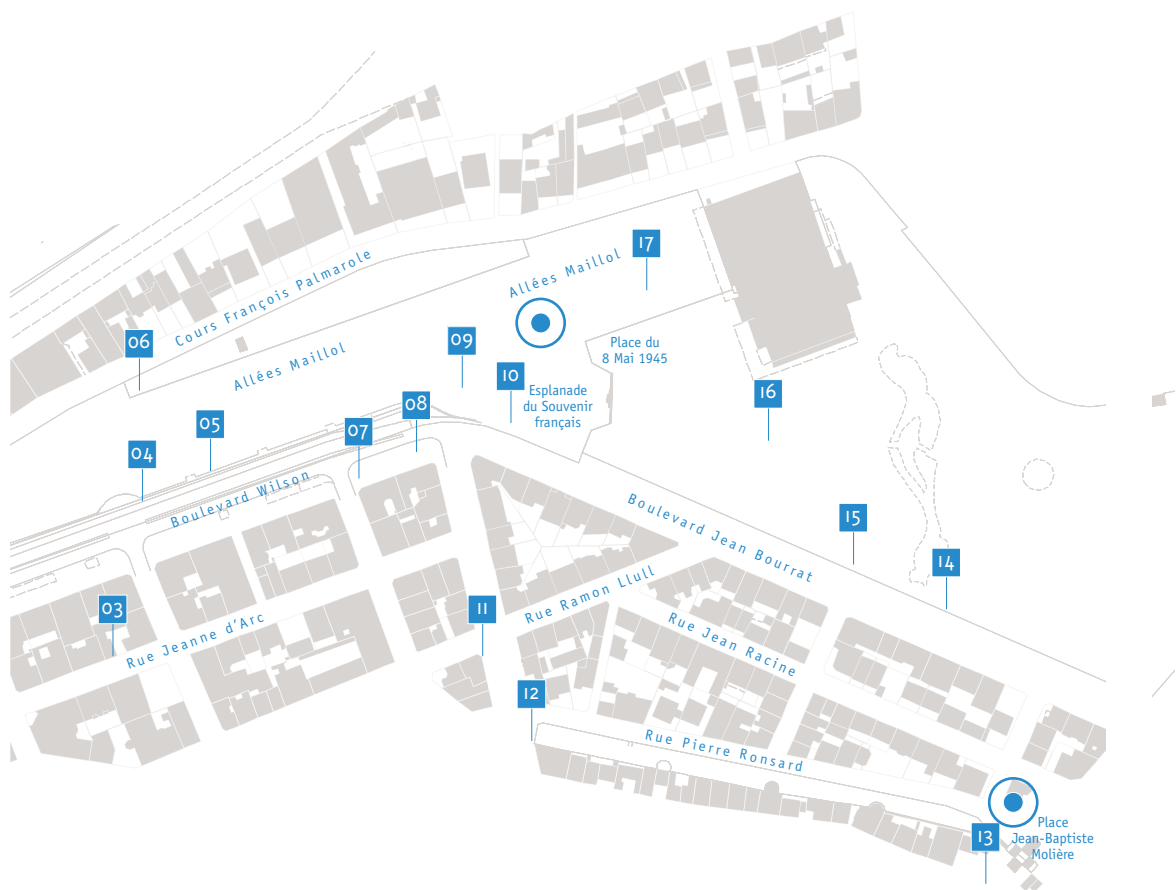 17
Allées Maillol
Cours François Palmarole
06
09
Place du
8 Mai 1945
Allées Maillol
10
Esplanade
du Souvenir
français
16
08
05
07
04
Boulevard Wilson
Boulevard Jean Bourrat
15
14
Rue Ramon Llull
03
11
Rue Jeanne d'Arc
Rue Jean Racine
12
Rue Pierre Ronsard
13
Place
Jean-Baptiste
Molière